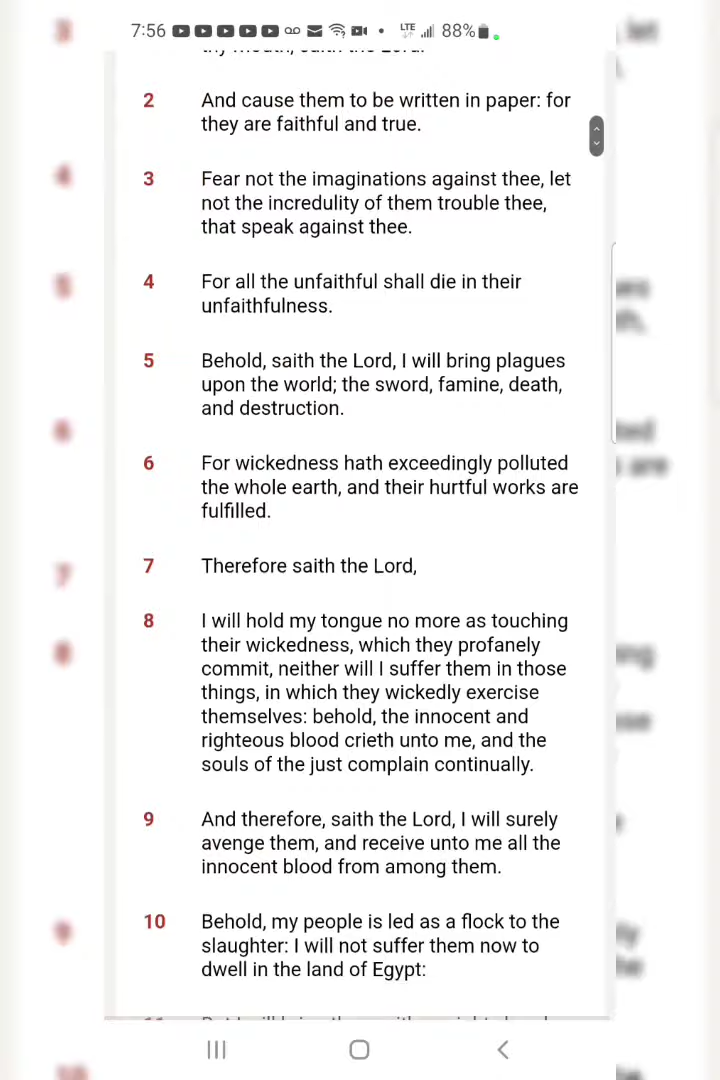 7:56 LTE 88%
2 And cause them to be written in paper: for
they are faithful and true.
3 Fear not the imaginations against thee, let
not the incredulity of them trouble thee,
that speak against thee.
4 For all the unfaithful shall die in their
unfaithfulness.
5 Behold, saith the Lord, I will bring plagues
upon the world; the sword, famine, death,
and destruction.
6 For wickedness hath exceedingly polluted
the whole earth, and their hurtful works are
fulfilled.
7 Therefore saith the Lord,
8 I will hold my tongue no more as touching
their wickedness, which they profanely
commit, neither will I suffer them in those
things, in which they wickedly exercise
themselves: behold, the innocent and
righteous blood crieth unto me, and the
souls of the just complain continually.
9 And therefore, saith the Lord, I will surely
avenge them, and receive unto me all the
innocent blood from among them.
10 Behold, my people is led as a flock to the
slaughter: I will not suffer them now to
dwell in the land of Egypt: